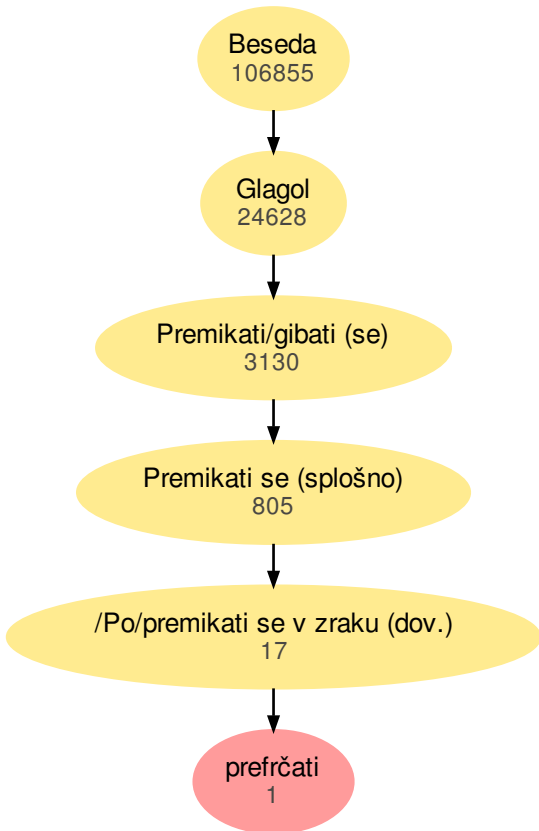 Beseda
106855
Glagol
24628
Premikati/gibati (se)
3130
Premikati se (splošno)
805
/Po/premikati se v zraku (dov.)
17
prefrčati
1